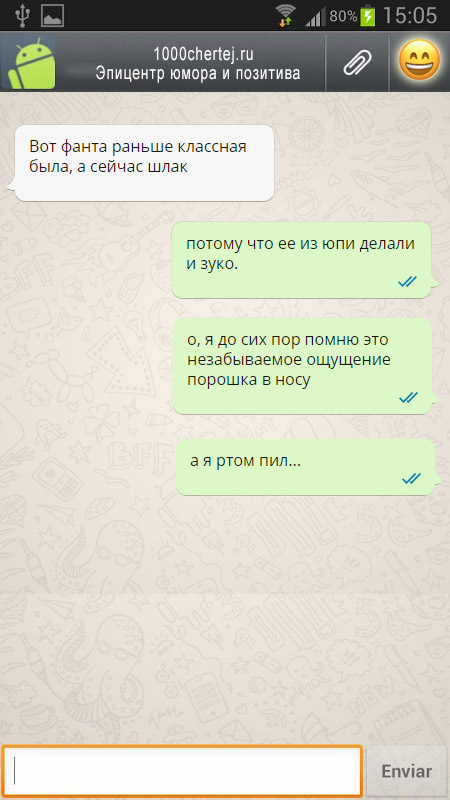 80% 15:05
1000chertej.ru
Эпицентр юмора и позитива
Вот фанта раньше классная
была, а сейчас шлак
потому что ее из юпи делали
и зуко.
о, я до сих пор помню это
незабываемое ощущение
порошка в носу
а я ртом пил...
Enviar